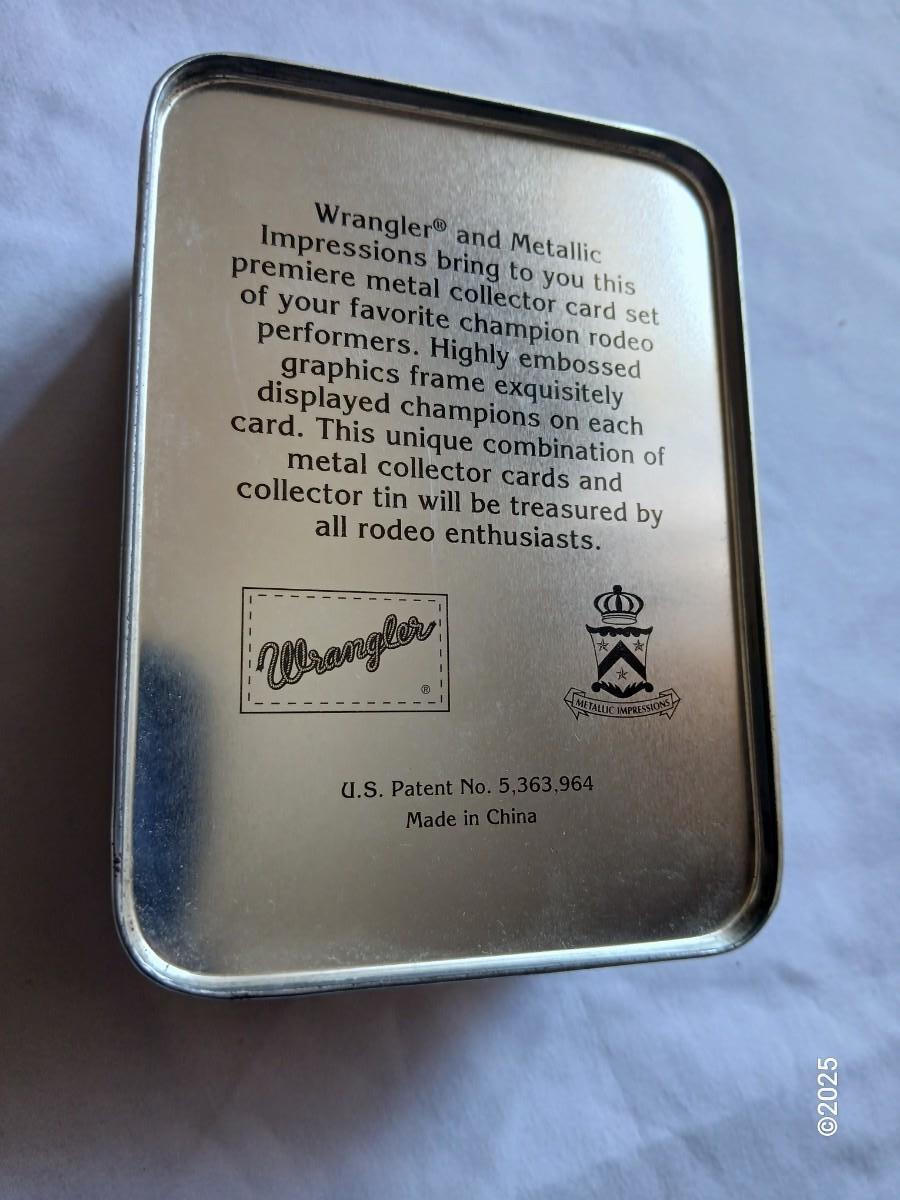 Wrangler® and Metallic
Impressions bring to you this
premiere metal collector card set
of your favorite champion rodeo
performers. Highly embossed
graphics frame exquisitely
displayed champions on each
card. This unique combination of
metal collector cards and
collector tin will be treasured by
all rodeo enthusiasts.
Wrangler
®
METALLIC IMPRESSIONS
U.S. Patent No. 5,363,964
Made in China
©2025